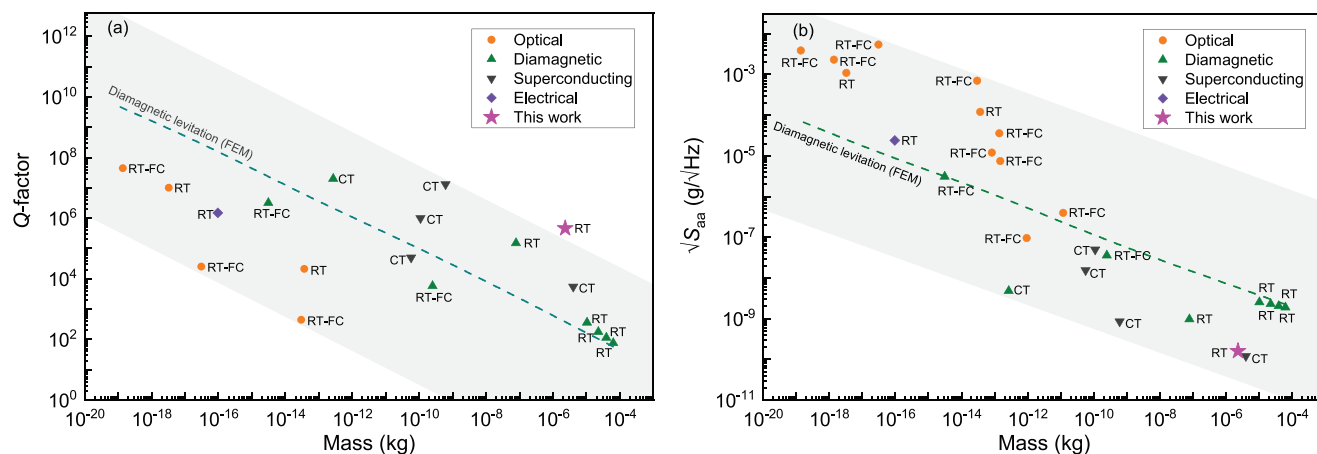 (a)
Optical
Diamagnetic
Superconducting
Electrical
This work
10^12
10^10
10^8
10^6
10^4
10^2
10^0
Q-factor
Diamagnetic levitation (FEM)
RT-FC
RT
RT
RT-FC
CT
CT
CT
RT
RT-FC
RT
CT
RT
RT-FC
CT
RT-FC
RT
RT
RT
RT
10^-20
10^-18
10^-16
10^-14
10^-12
10^-10
10^-8
10^-6
10^-4
Mass (kg)
(b)
Optical
Diamagnetic
Superconducting
Electrical
This work
10^-3
10^-5
10^-7
10^-9
10^-11
√S_aa (g/√Hz)
Diamagnetic levitation (FEM)
RT-FC
RT-FC
RT-FC
RT
RT-FC
RT
RT
RT-FC
RT-FC
RT-FC
RT-FC
RT-FC
RT-FC
CT
RT-FC
CT
CT
CT
RT
RT
RT
RT
RT
RT
CT
10^-20
10^-18
10^-16
10^-14
10^-12
10^-10
10^-8
10^-6
10^-4
Mass (kg)